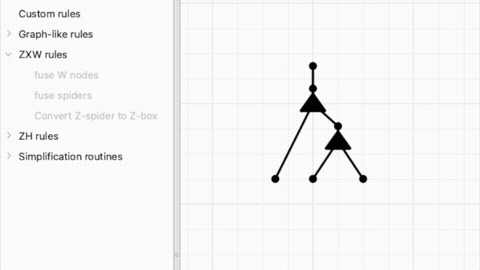 Custom rules
Graph-like rules
ZXW rules
fuse W nodes
fuse spiders
Convert Z-spider to Z-box
ZH rules
Simplification routines